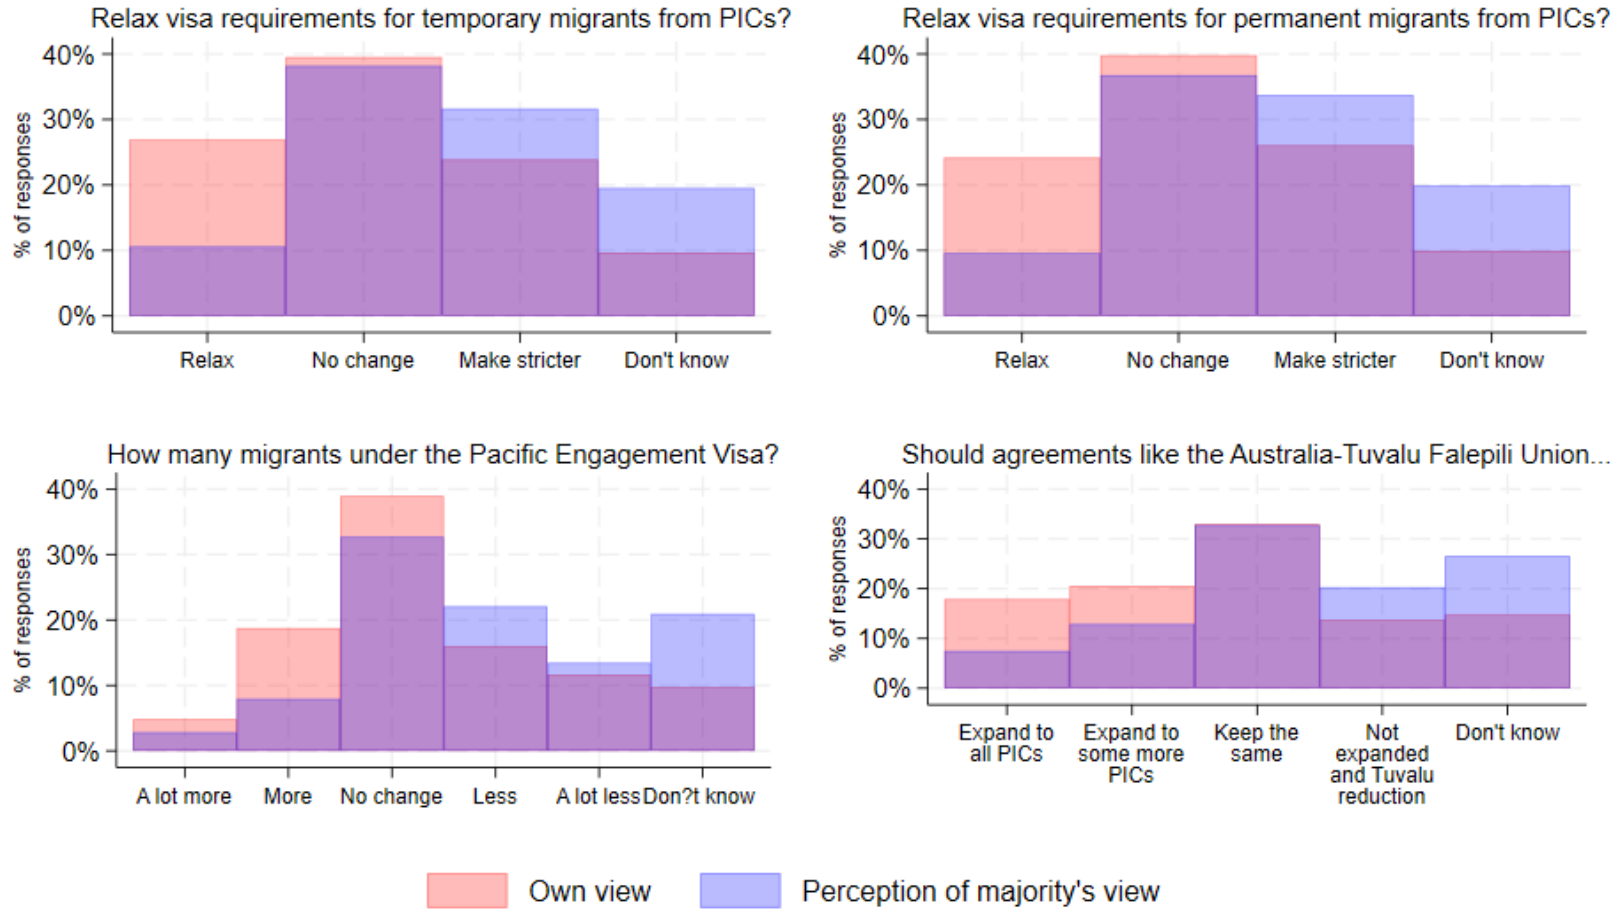 Relax visa requirements for temporary migrants from PICs?
40%
30%
20%
10%
0%
% of responses
Relax No change Make stricter Don't know
Relax visa requirements for permanent migrants from PICs?
40%
30%
20%
10%
0%
% of responses
Relax No change Make stricter Don't know
How many migrants under the Pacific Engagement Visa?
40%
30%
20%
10%
0%
% of responses
A lot more More No change Less A lot less Don?t know
Should agreements like the Australia-Tuvalu Falepili Union...
40%
30%
20%
10%
0%
% of responses
Expand to
all PICs
Expand to
some more
PICs
Keep the
same
Not
expanded
and Tuvalu
reduction
Don't know
Own view
Perception of majority's view